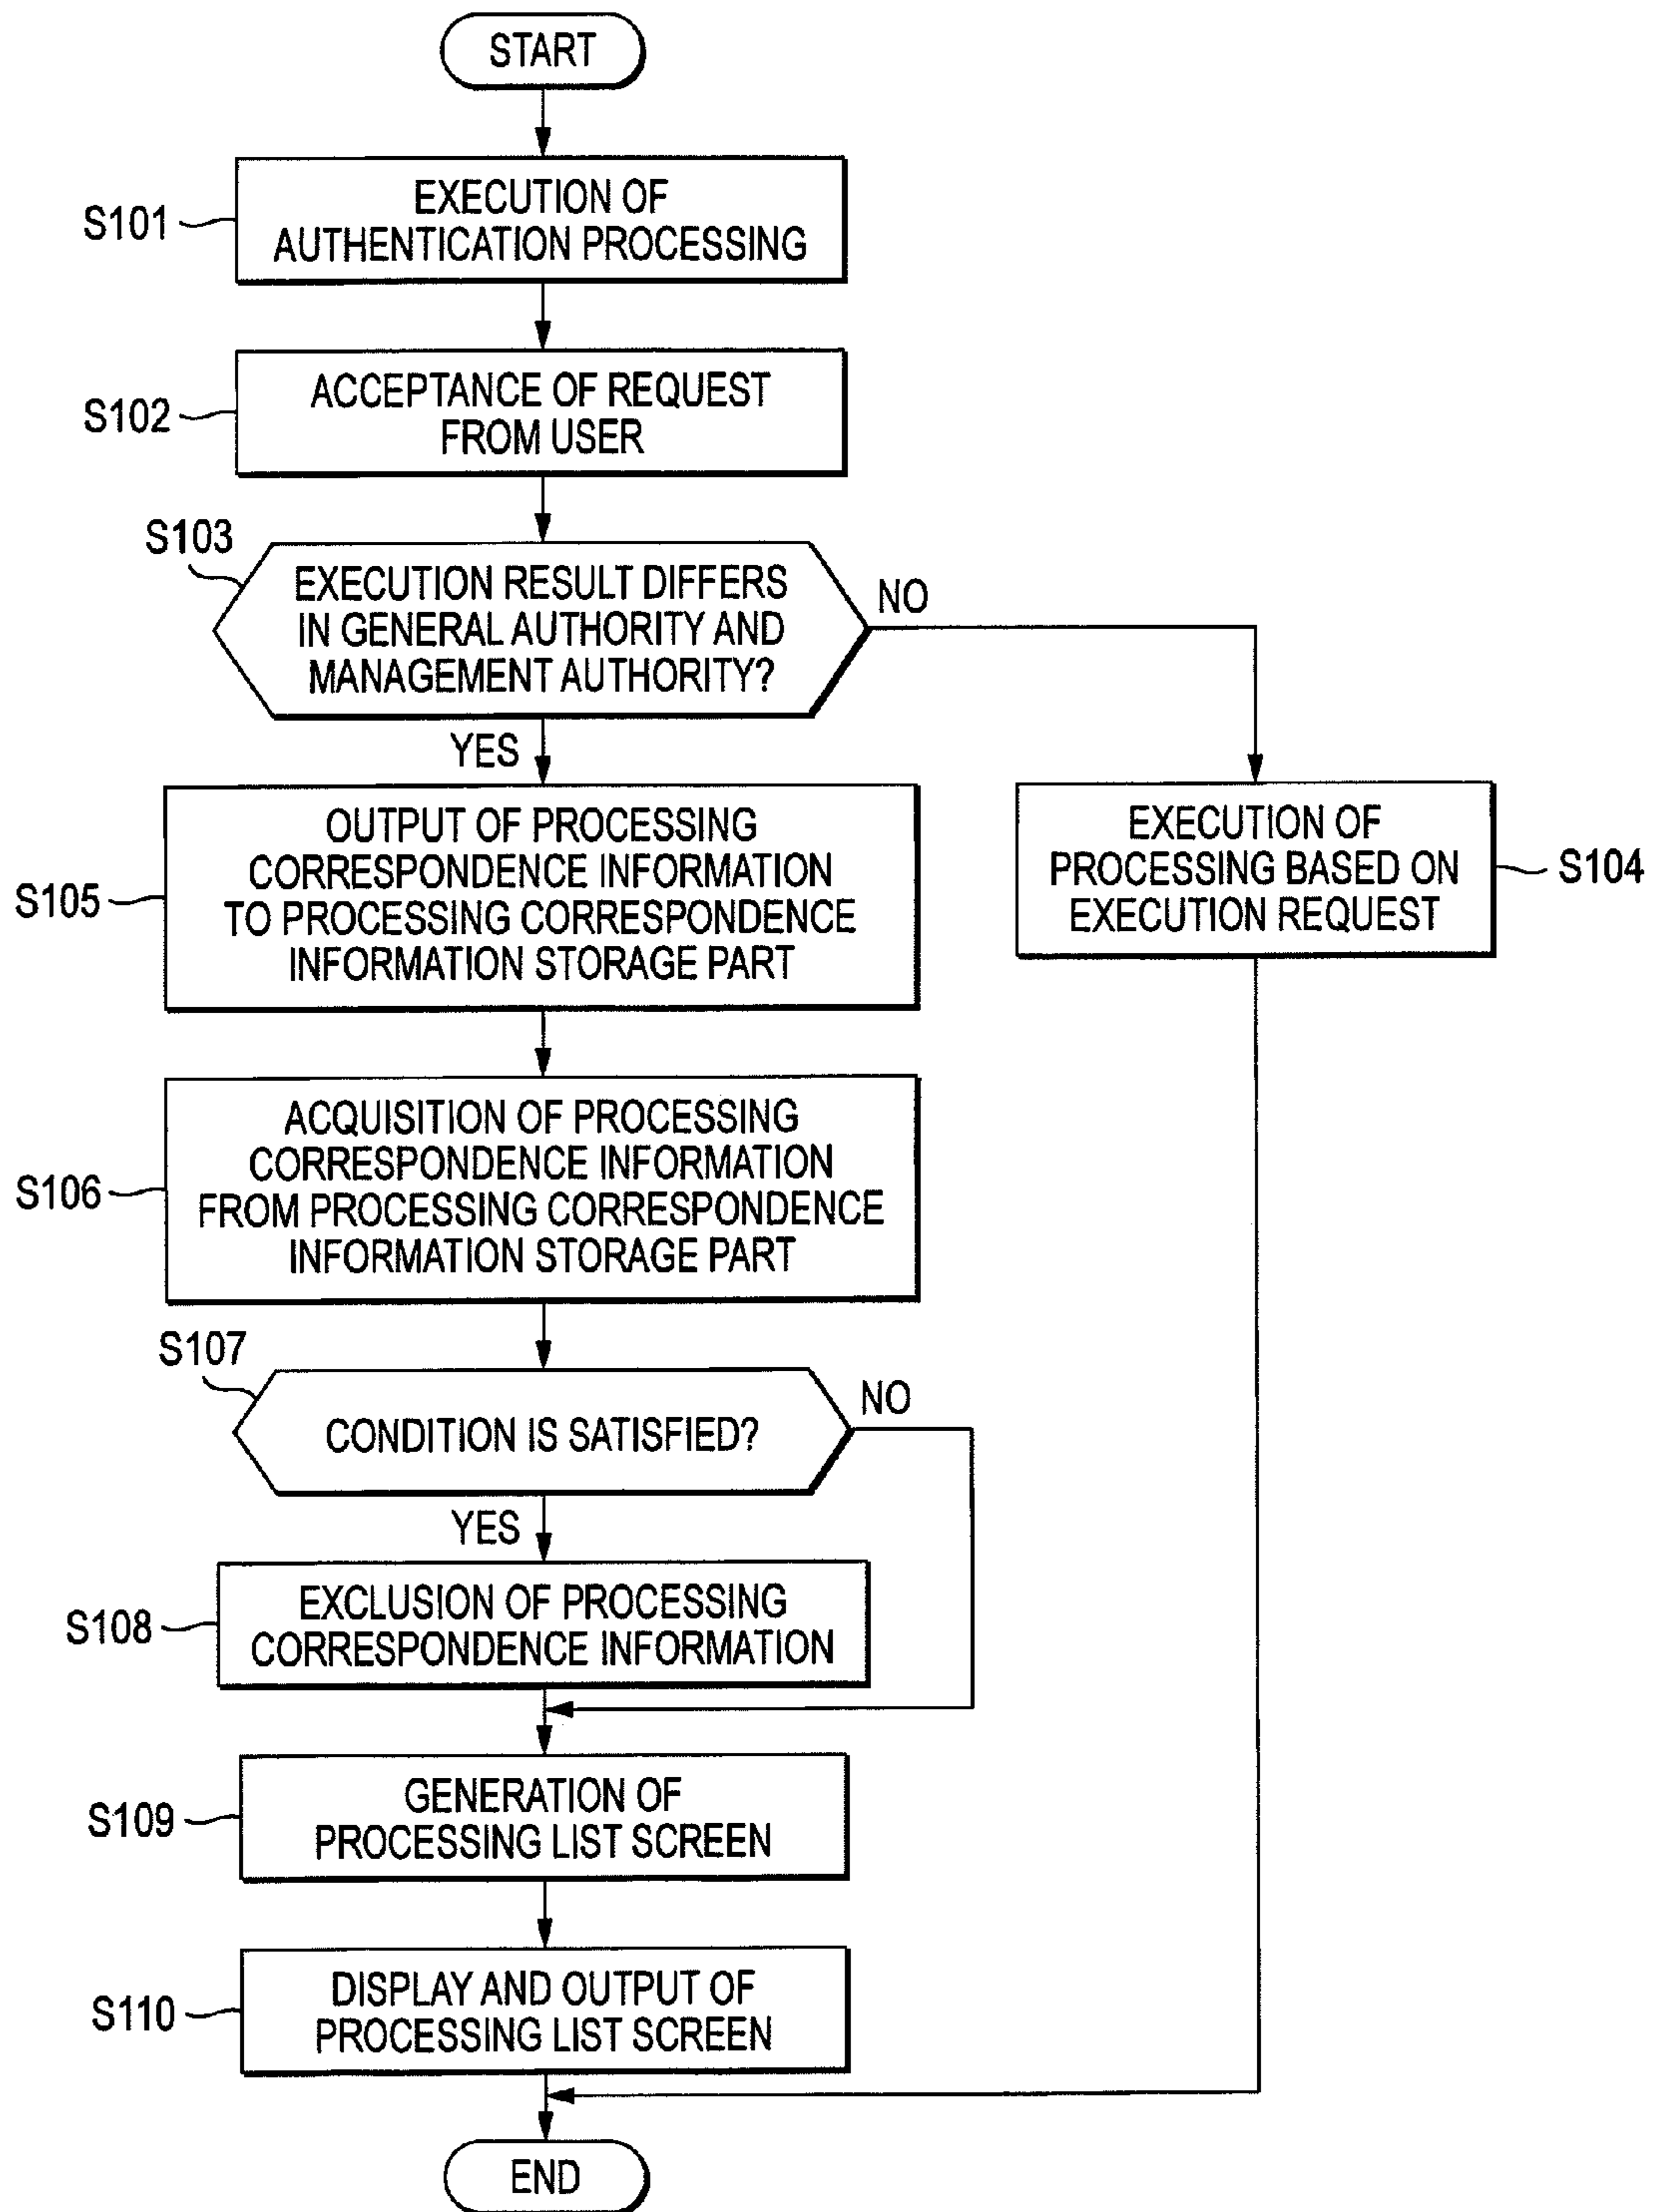 START
S101
EXECUTION OF
AUTHENTICATION PROCESSING
S102
ACCEPTANCE OF REQUEST
FROM USER
S103
EXECUTION RESULT DIFFERS
IN GENERAL AUTHORITY AND
MANAGEMENT AUTHORITY?
NO
YES
S105
OUTPUT OF PROCESSING
CORRESPONDENCE INFORMATION
TO PROCESSING CORRESPONDENCE
INFORMATION STORAGE PART
EXECUTION OF
PROCESSING BASED ON
EXECUTION REQUEST
S104
S106
ACQUISITION OF PROCESSING
CORRESPONDENCE INFORMATION
FROM PROCESSING CORRESPONDENCE
INFORMATION STORAGE PART
S107
CONDITION IS SATISFIED?
NO
YES
S108
EXCLUSION OF PROCESSING
CORRESPONDENCE INFORMATION
S109
GENERATION OF
PROCESSING LIST SCREEN
S110
DISPLAY AND OUTPUT OF
PROCESSING LIST SCREEN
END